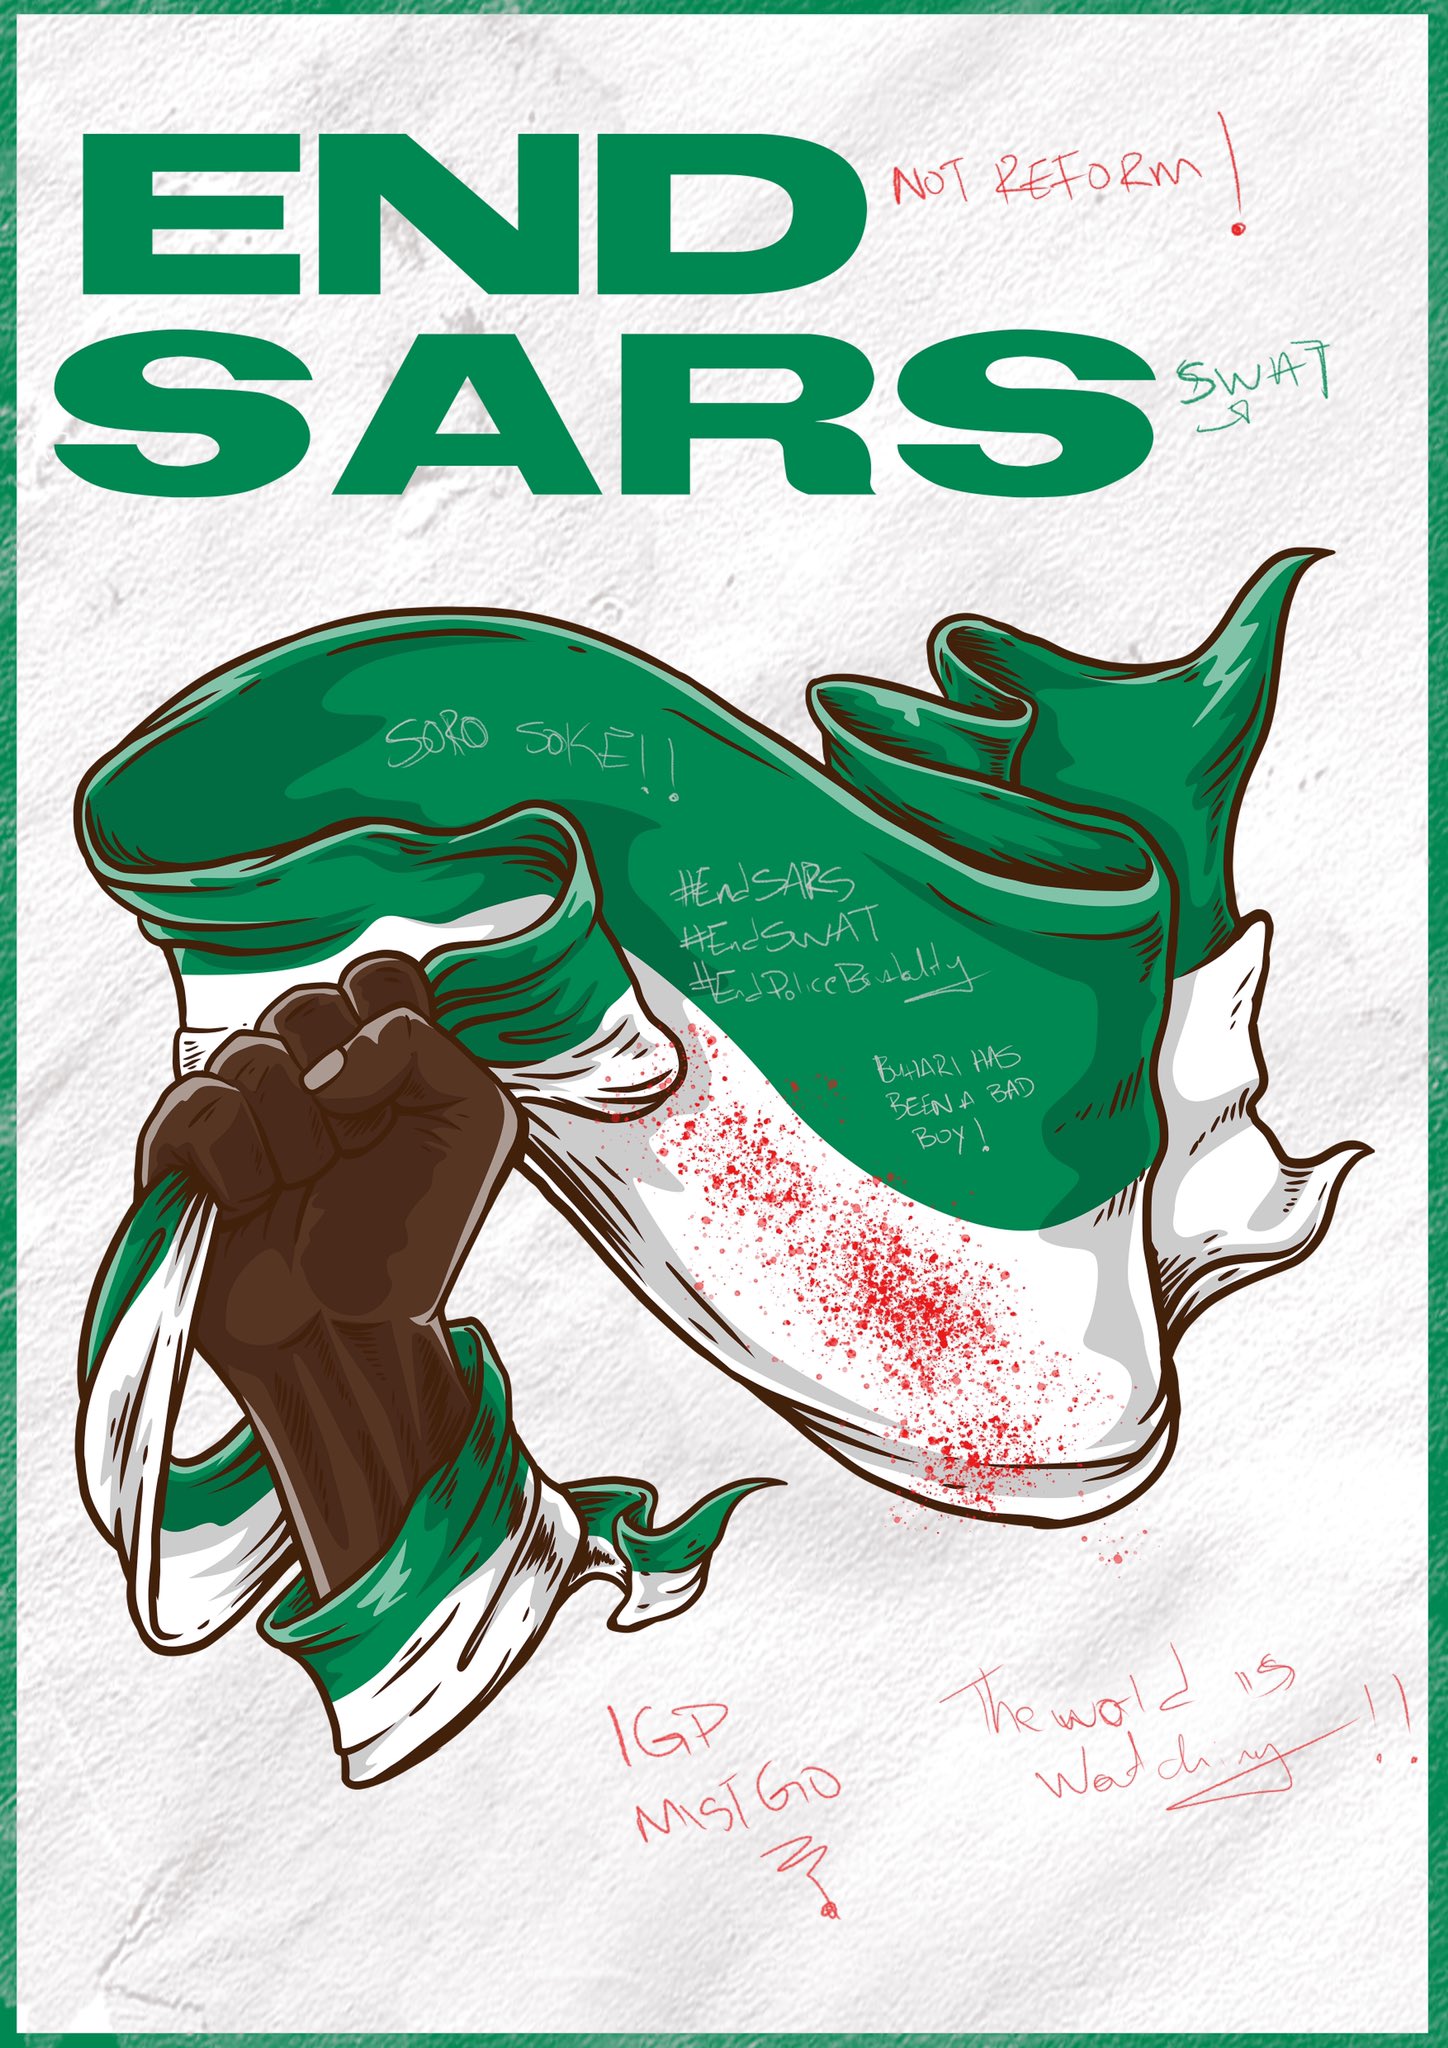 END
NOT REFORM!
SARS
SWAT
SORO SOKE!!
#EndSARS
#EndSWAT
#EndPoliceBrutality
BUHARI HAS
BEEN A BAD
BOY!
IGP
MUST GO
The world is
watching!!